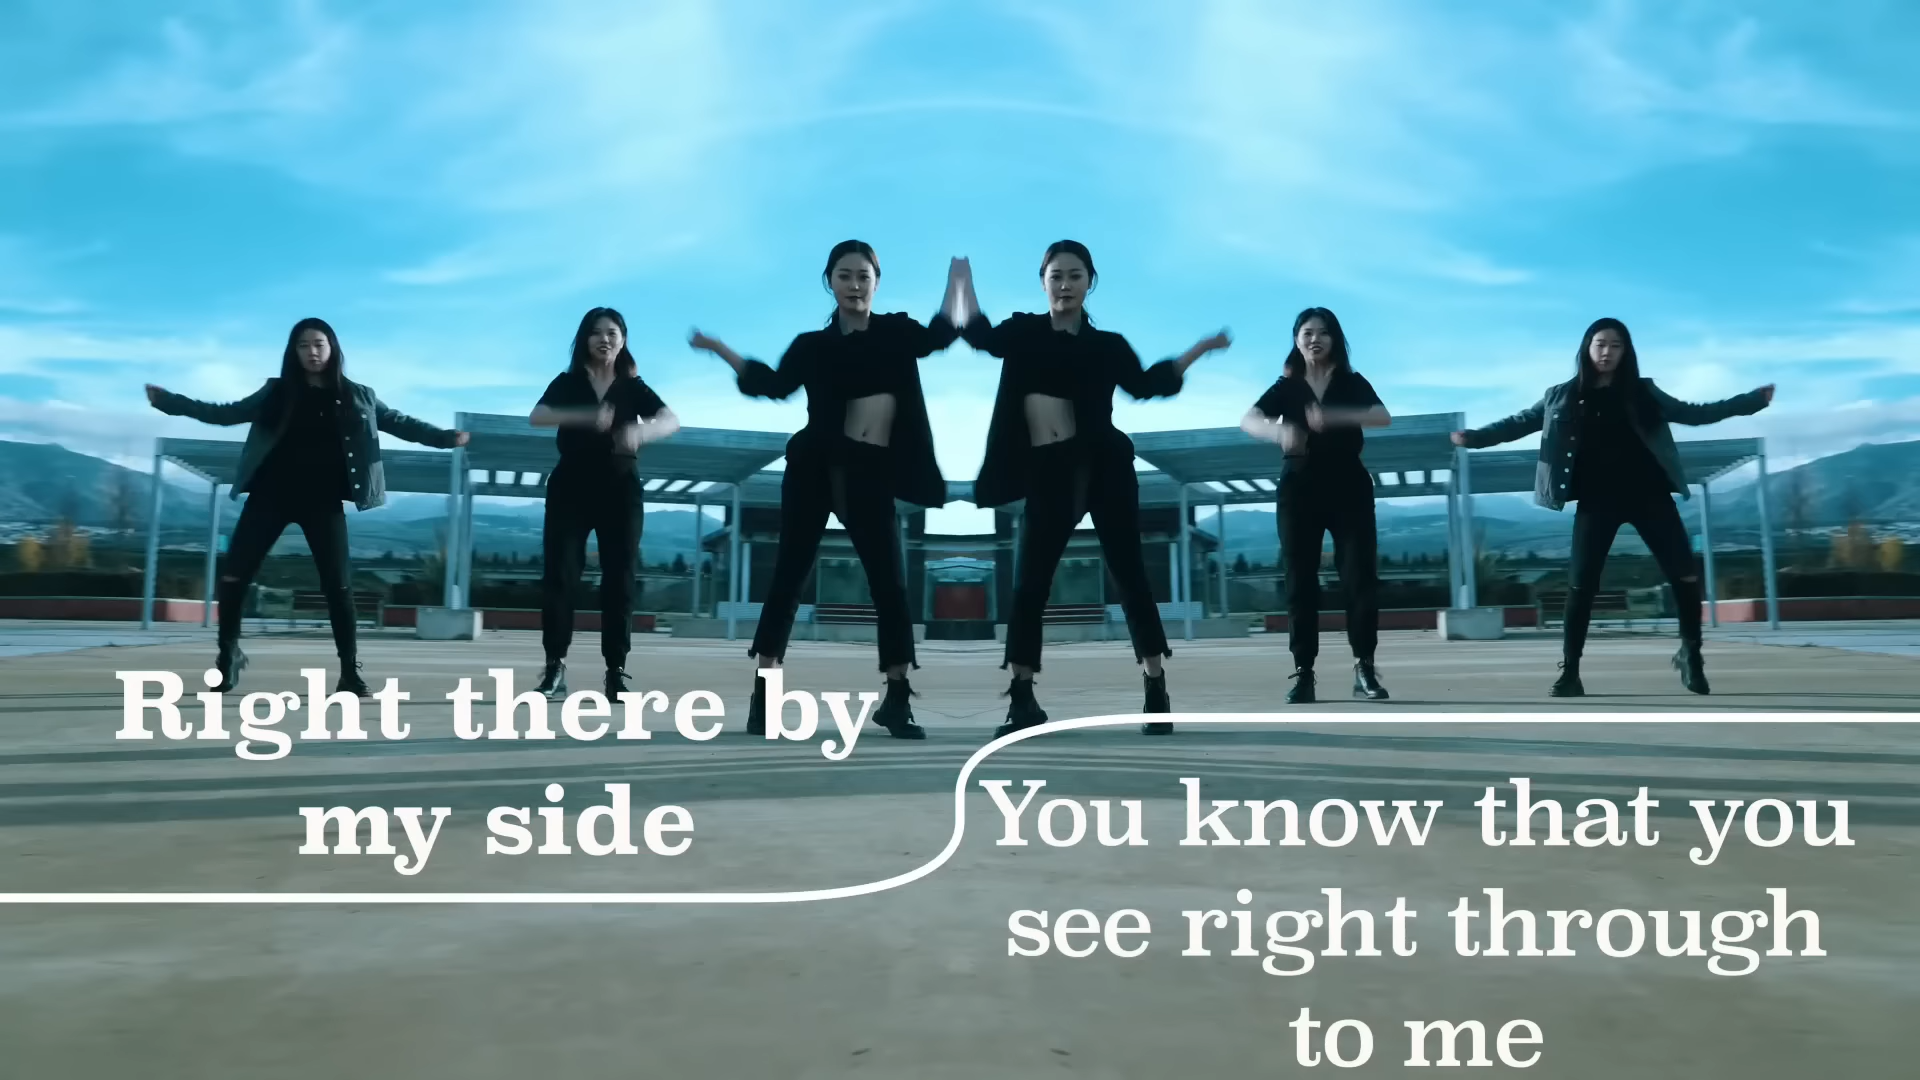 Right there by
my side
You know that you
see right through
to me